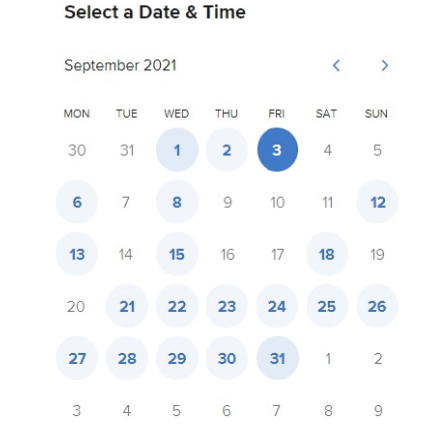 Select a Date & Time
September 2021
MON TUE WED THU FRI SAT SUN
30 31 1 2 3 4 5
6 7 8 9 10 11 12
13 14 15 16 17 18 19
20 21 22 23 24 25 26
27 28 29 30 31 1 2
3 4 5 6 7 8 9